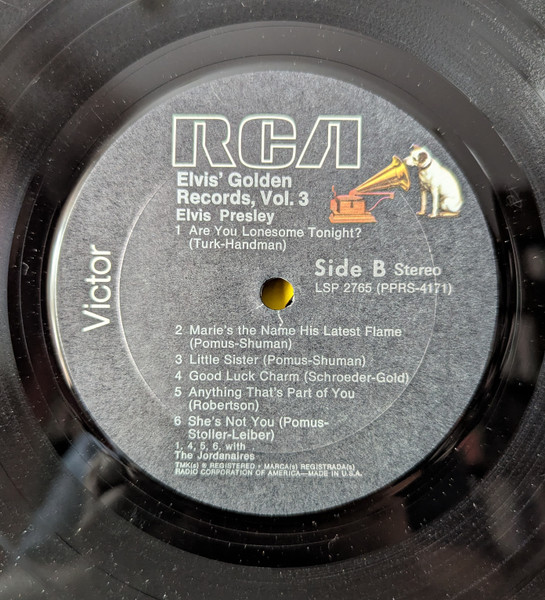 RCA
Elvis' Golden
Records, Vol. 3
Elvis Presley
1 Are You Lonesome Tonight?
(Turk-Handman)
Side B Stereo
LSP 2765 (PPRS-4171)
Victor
2 Marie's the Name His Latest Flame
(Pomus-Shuman)
3 Little Sister (Pomus-Shuman)
4 Good Luck Charm (Schroeder-Gold)
5 Anything That's Part of You
(Robertson)
6 She's Not You (Pomus-
Stoller-Leiber)
1, 4, 5, 6, with
The Jordanaires
TMK(s) ® REGISTERED • MARCA(s) REGISTRADA(s)
RADIO CORPORATION OF AMERICA—MADE IN U.S.A.